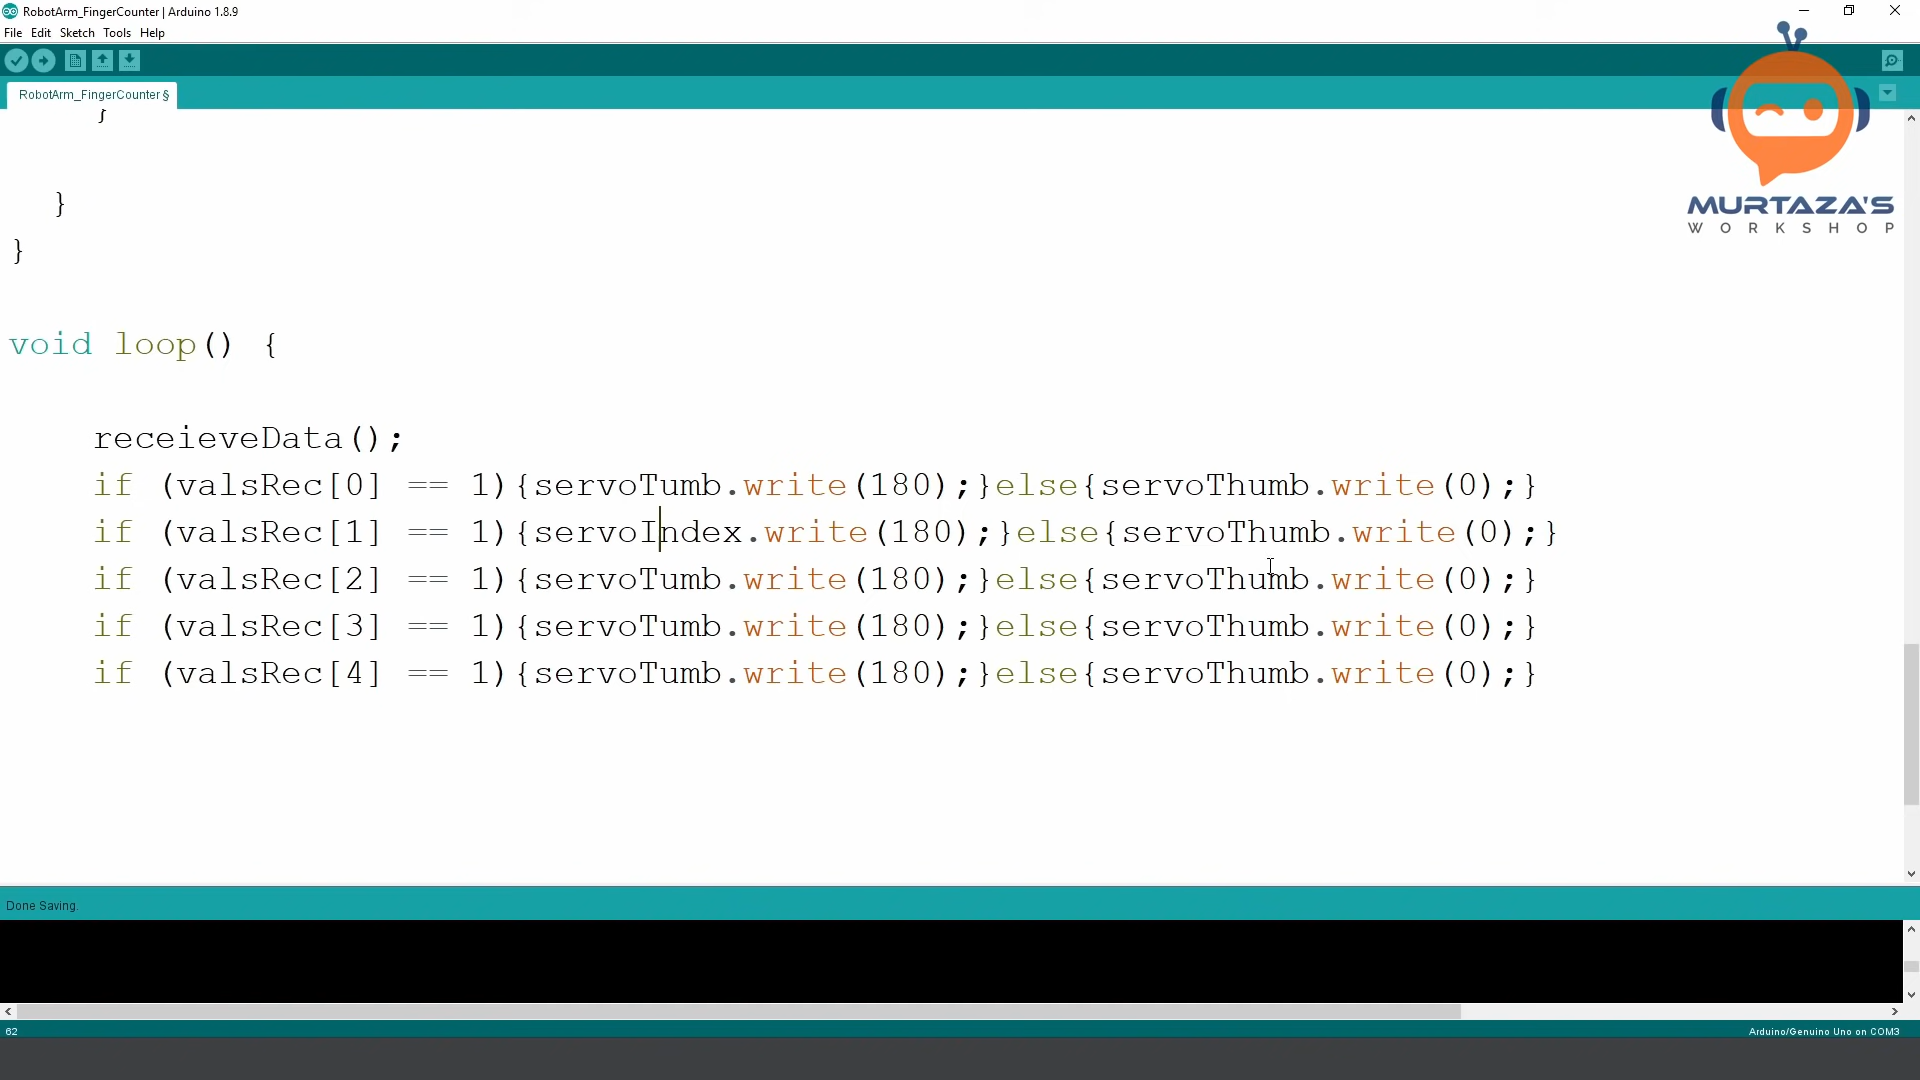 RobotArm_FingerCounter | Arduino 1.8.9
File Edit Sketch Tools Help
RobotArm_FingerCounter §
MURTAZA'S
WORKSHOP
}
}
}
void loop() {
receieveData();
if (valsRec[0] == 1){servoTumb.write(180);}else{servoThumb.write(0);}
if (valsRec[1] == 1){servoIndex.write(180);}else{servoThumb.write(0);}
if (valsRec[2] == 1){servoTumb.write(180);}else{servoThumb.write(0);}
if (valsRec[3] == 1){servoTumb.write(180);}else{servoThumb.write(0);}
if (valsRec[4] == 1){servoTumb.write(180);}else{servoThumb.write(0);}
Done Saving.
62
Arduino/Genuino Uno on COM3